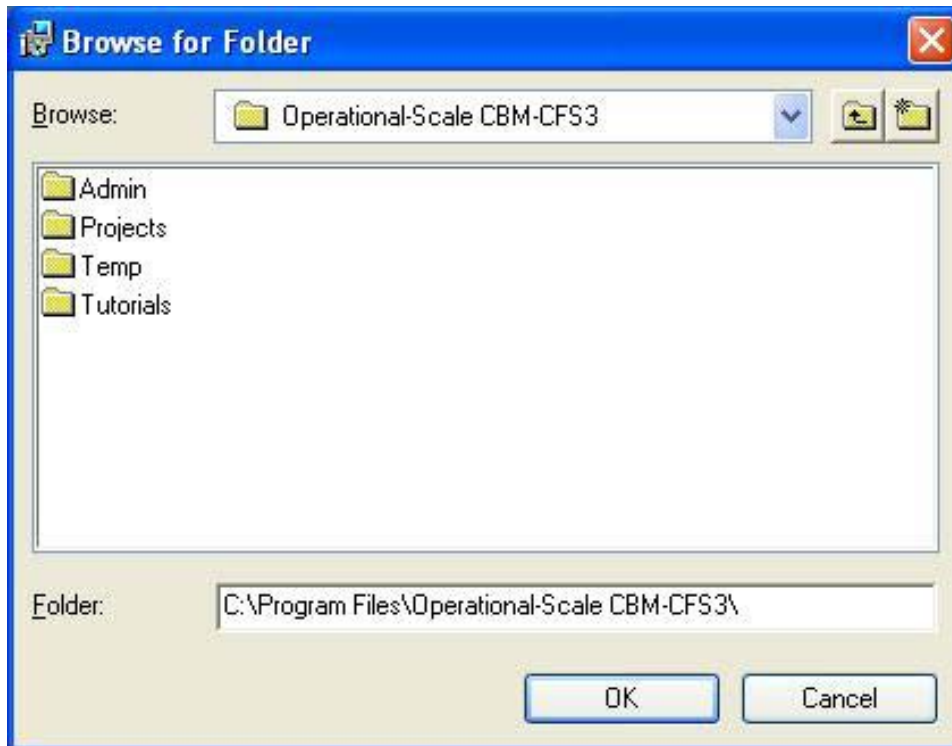 Browse for Folder
Browse: Operational-Scale CBM-CFS3
Admin
Projects
Temp
Tutorials
Folder: C:\Program Files\Operational-Scale CBM-CFS3\
OK Cancel